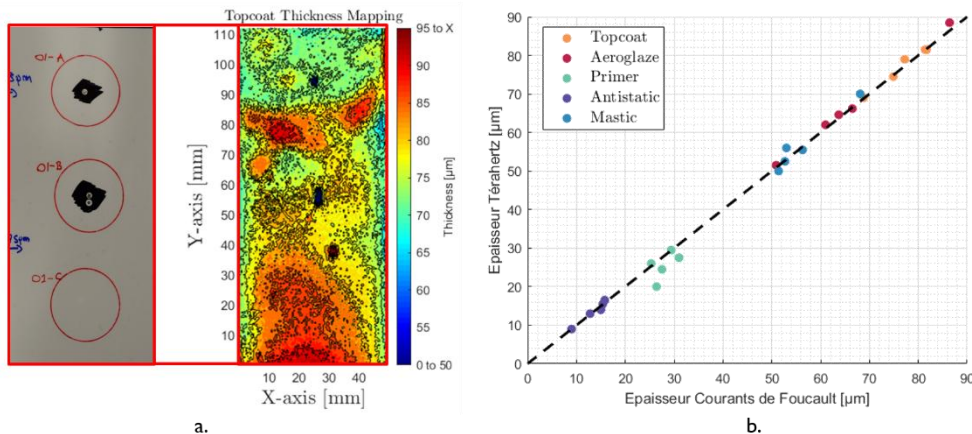 Topcoat Thickness Mapping
01-A
01-B
Y-axis [mm]
110
100
90
80
70
60
50
40
30
20
10
10 20 30 40
X-axis [mm]
95 to X
90
85
80
75
70
65
60
55
0 to 50
Thickness [µm]
a.
Epaisseur Térahertz [µm]
90
80
70
60
50
40
30
20
10
0
0 10 20 30 40 50 60 70 80 90
Epaisseur Courants de Foucault [µm]
Topcoat
Aeroglaze
Primer
Antistatic
Mastic
b.